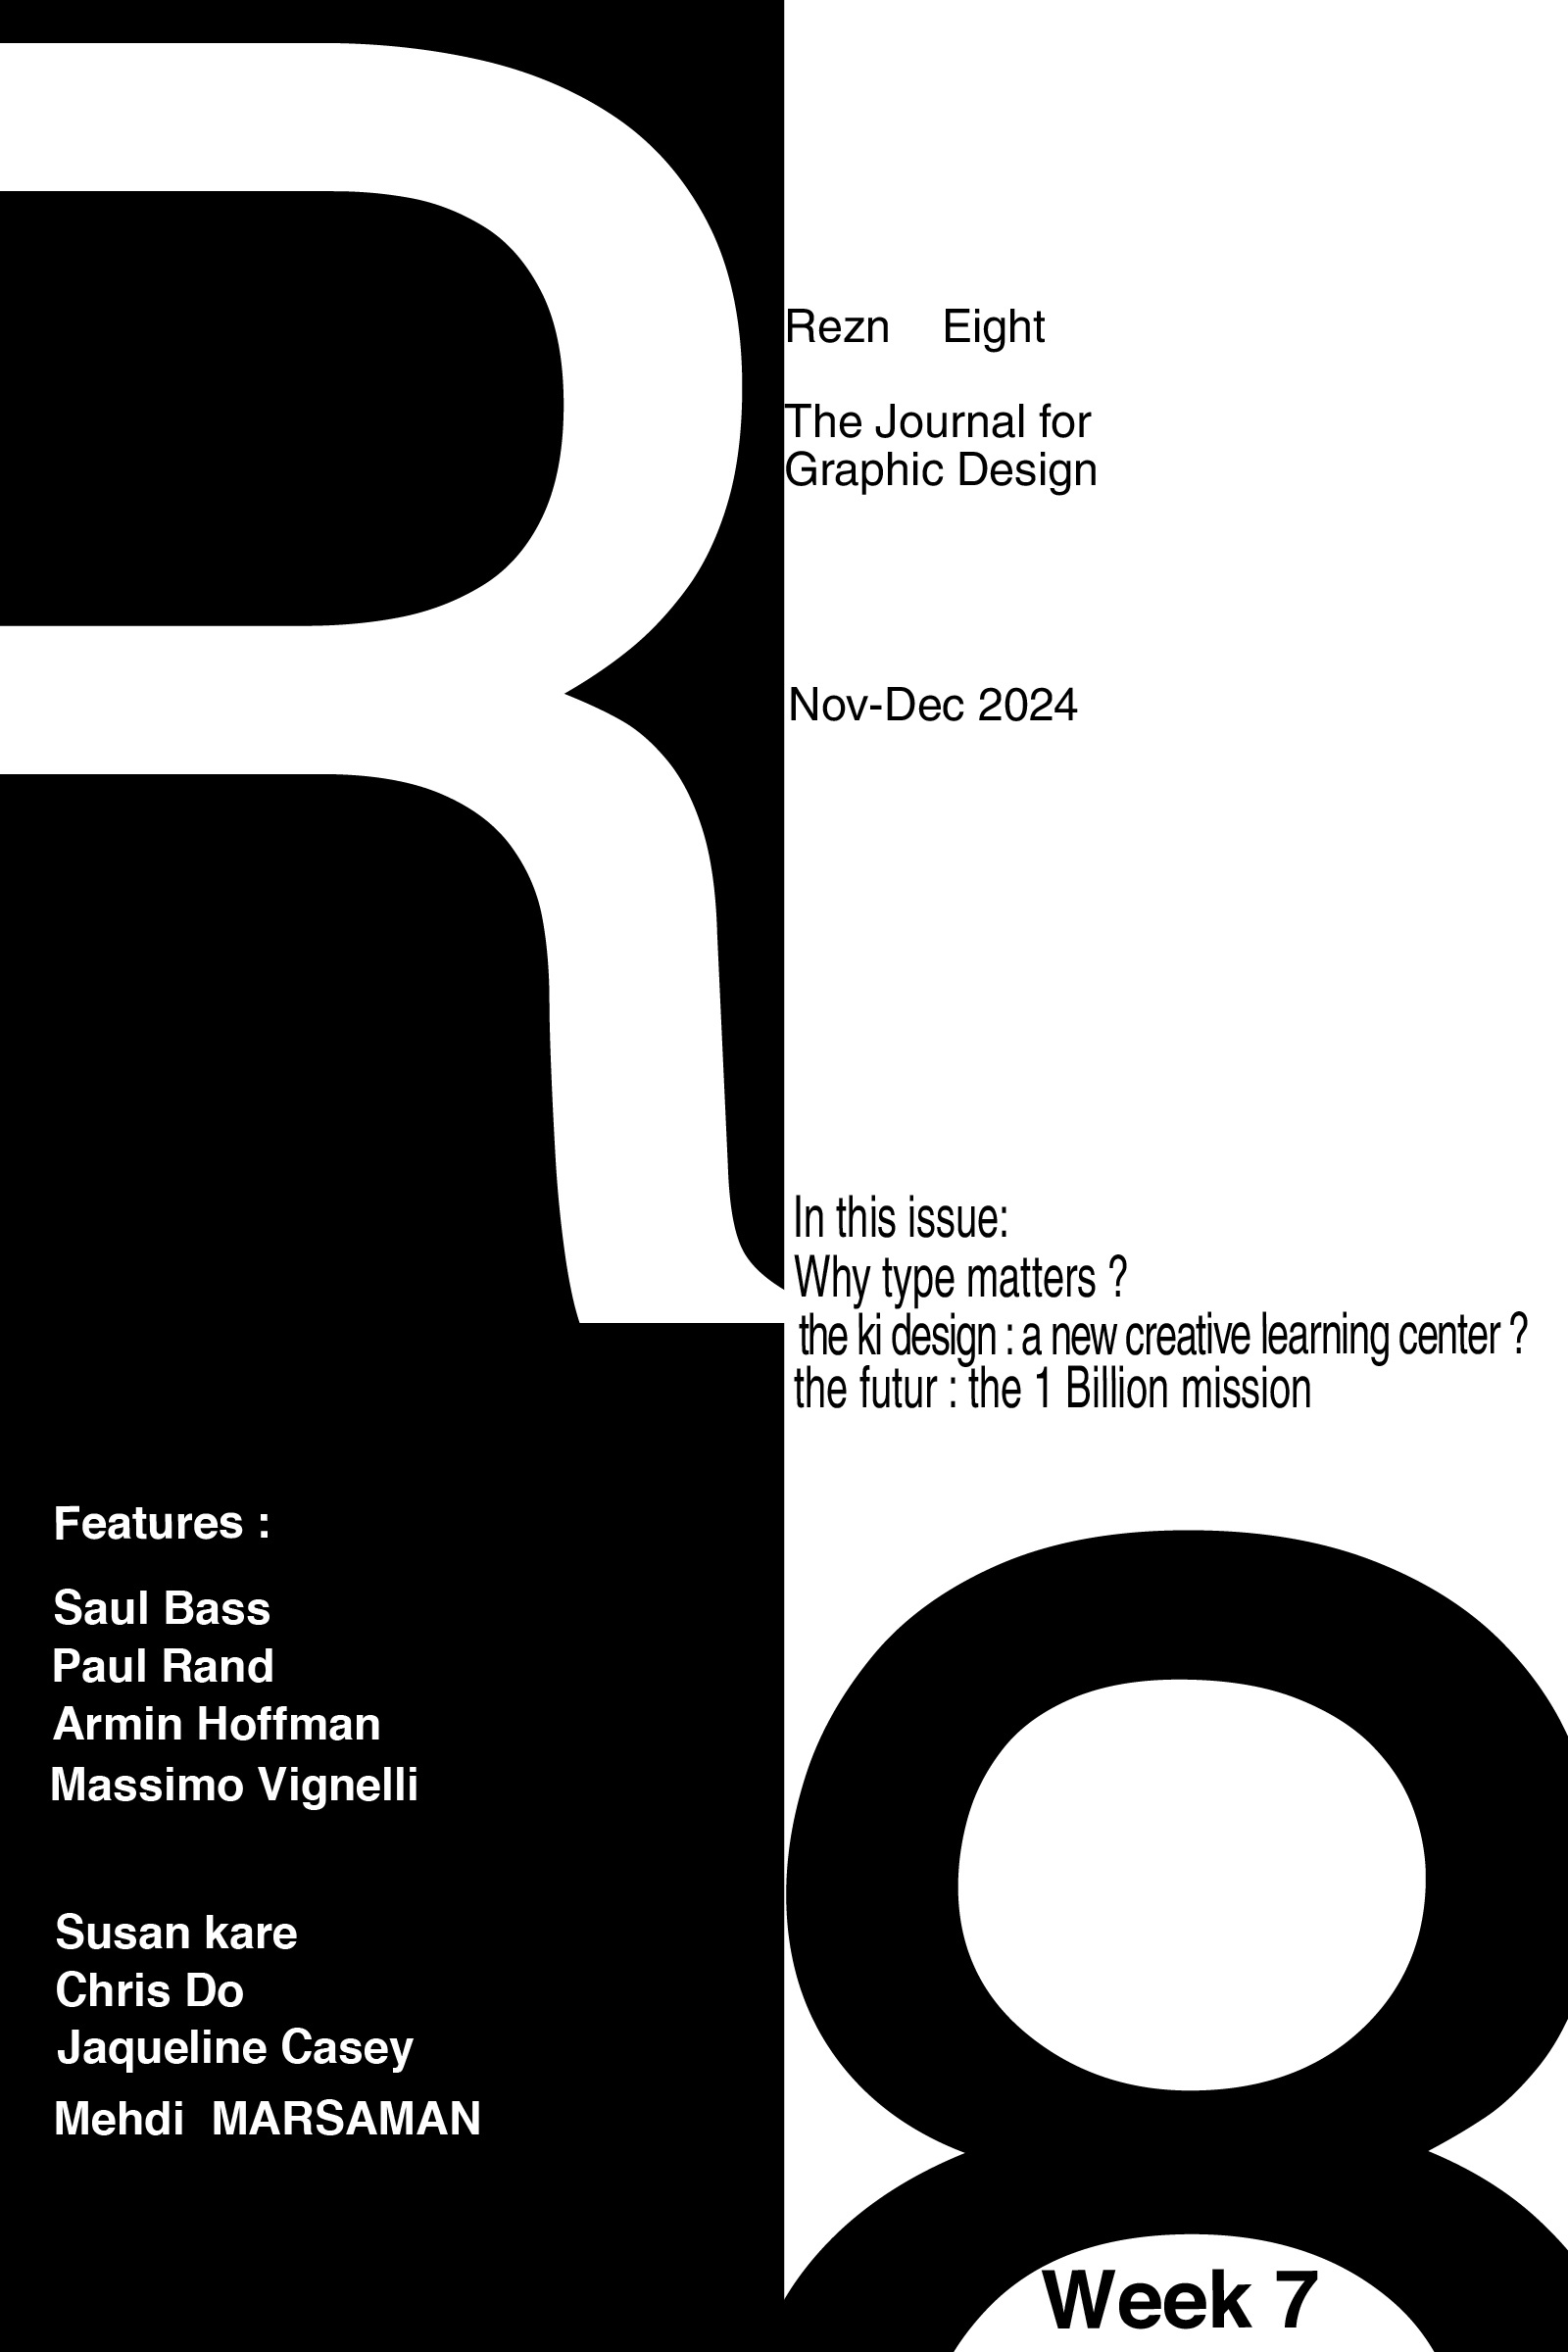 R
Rezn Eight
The Journal for
Graphic Design
Nov-Dec 2024
In this issue:
Why type matters ?
the ki design : a new creative learning center ?
the futur : the 1 Billion mission
Features :
Saul Bass
Paul Rand
Armin Hoffman
Massimo Vignelli
Susan kare
Chris Do
Jaqueline Casey
Mehdi MARSAMAN
8
Week 7